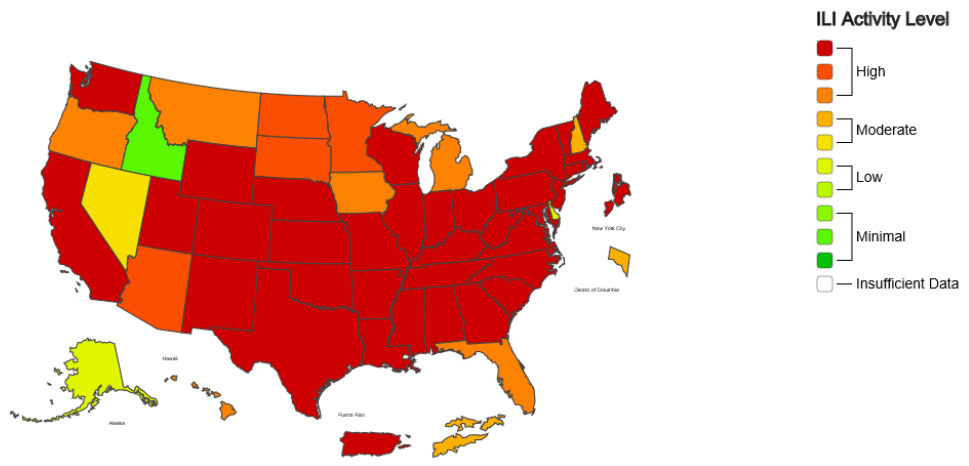 ILI Activity Level
High
Moderate
Low
Minimal
Insufficient Data
New York City
District of Columbia
Hawaii
Alaska
Puerto Rico